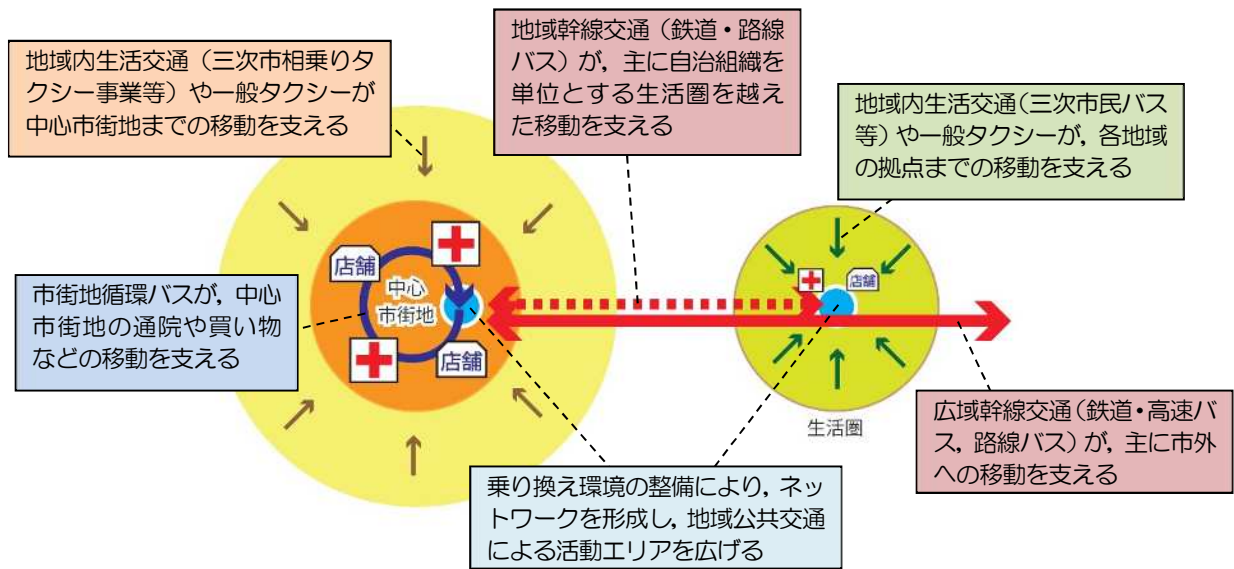 地域内生活交通（三次市相乗りタ
クシー事業等）や一般タクシーが
中心市街地までの移動を支える
地域幹線交通（鉄道・路線
バス）が，主に自治組織を
単位とする生活圏を越え
た移動を支える
地域内生活交通（三次市民バス
等）や一般タクシーが，各地域
の拠点までの移動を支える
市街地循環バスが，中心
市街地の通院や買い物
などの移動を支える
店舗
中心
市街地
店舗
店舗
生活圏
広域幹線交通（鉄道・高速バ
ス，路線バス）が，主に市外
への移動を支える
乗り換え環境の整備により，ネッ
トワークを形成し，地域公共交通
による活動エリアを広げる